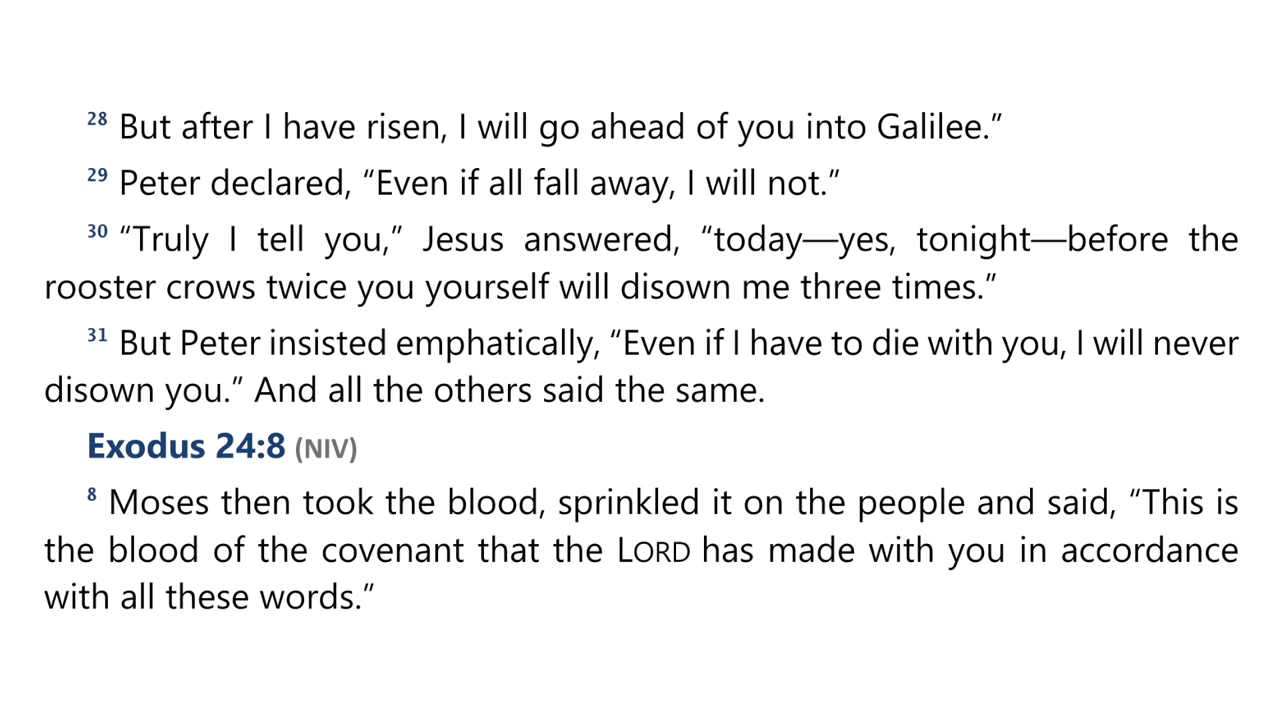 28 But after I have risen, I will go ahead of you into Galilee.”
29 Peter declared, “Even if all fall away, I will not.”
30 “Truly I tell you,” Jesus answered, “today—yes, tonight—before the
rooster crows twice you yourself will disown me three times.”
31 But Peter insisted emphatically, “Even if I have to die with you, I will never
disown you.” And all the others said the same.
Exodus 24:8 (NIV)
8 Moses then took the blood, sprinkled it on the people and said, “This is
the blood of the covenant that the LORD has made with you in accordance
with all these words.”